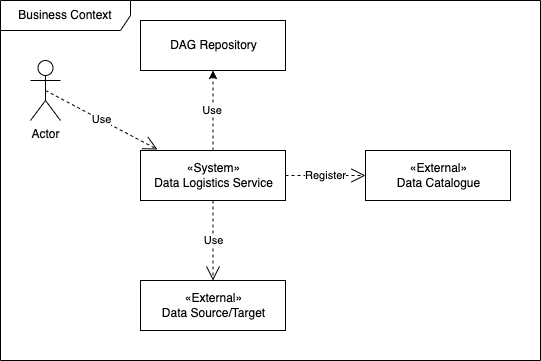 Business Context
DAG Repository
Actor
Use
Use
«System»
Data Logistics Service
Register
«External»
Data Catalogue
Use
«External»
Data Source/Target